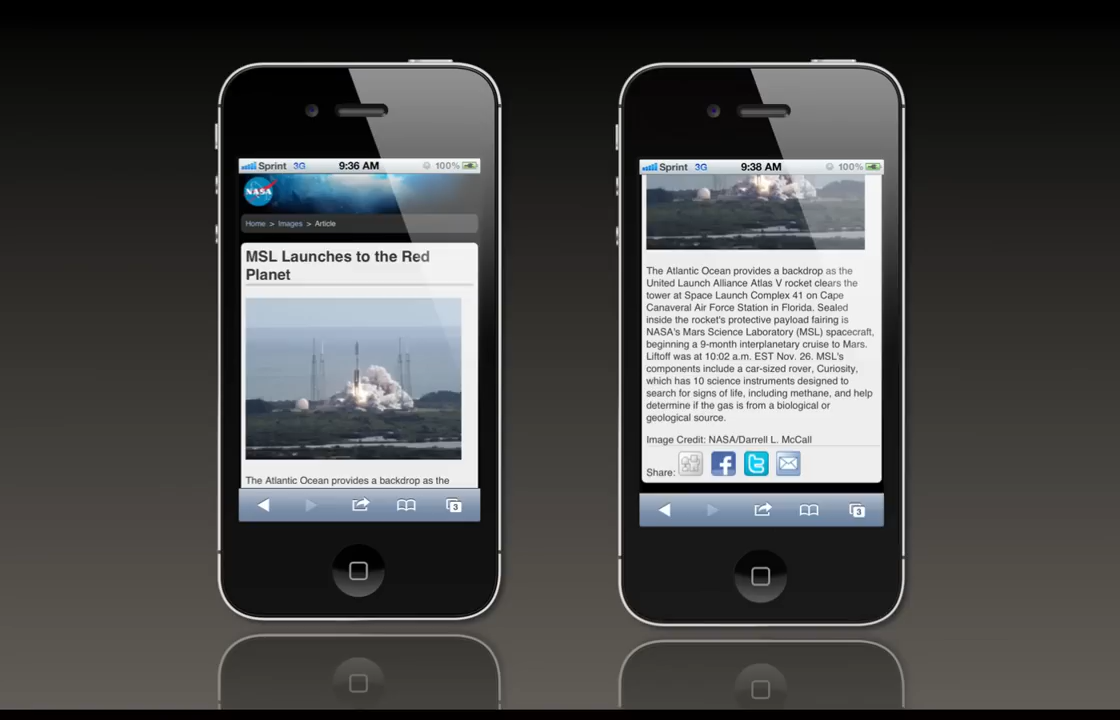 Sprint 3G 9:36 AM 100%
NASA
Home > Images > Article
MSL Launches to the Red
Planet
The Atlantic Ocean provides a backdrop as the
3
Sprint 3G 9:38 AM 100%
The Atlantic Ocean provides a backdrop as the
United Launch Alliance Atlas V rocket clears the
tower at Space Launch Complex 41 on Cape
Canaveral Air Force Station in Florida. Sealed
inside the rocket's protective payload fairing is
NASA's Mars Science Laboratory (MSL) spacecraft,
beginning a 9-month interplanetary cruise to Mars.
Liftoff was at 10:02 a.m. EST Nov. 26. MSL's
components include a car-sized rover, Curiosity,
which has 10 science instruments designed to
search for signs of life, including methane, and help
determine if the gas is from a biological or
geological source.
Image Credit: NASA/Darrell L. McCall
Share:
3